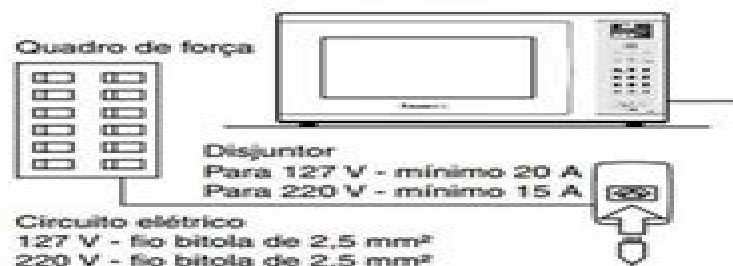 Quadro de força
Disjuntor
Para 127 V - mínimo 20 A
Para 220 V - mínimo 15 A
Circuito elétrico
127 V - fio bitola de 2,5 mm²
220 V - fio bitola de 2,5 mm²